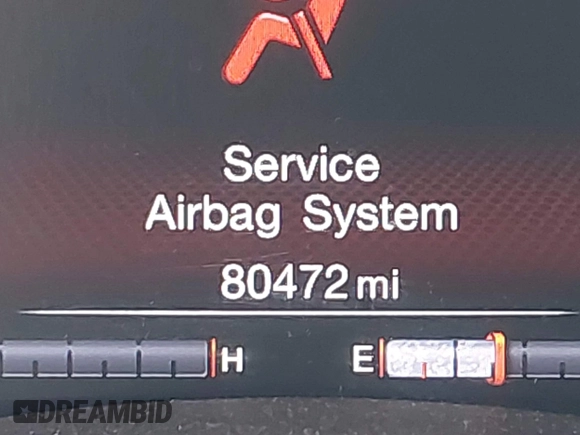 Service
Airbag System
80472 mi
H E
DREAMBID